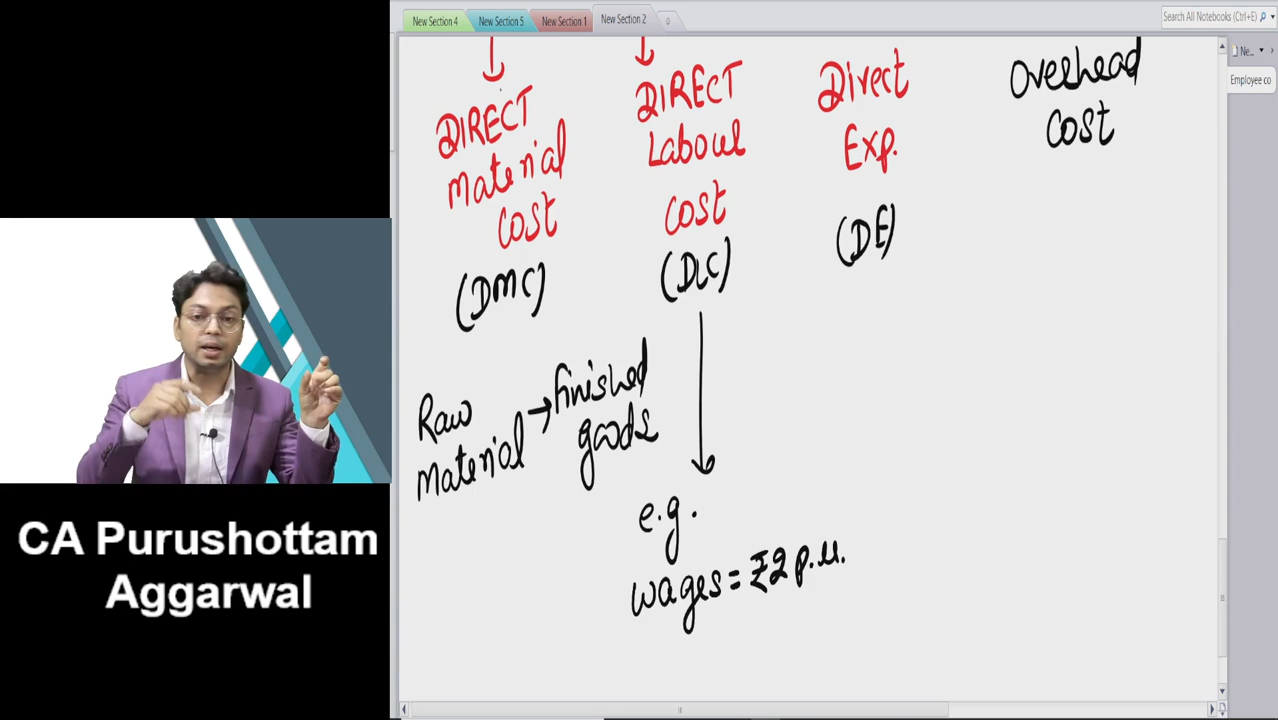 New Section 4
New Section 5
New Section 1
New Section 2
Search All Notebooks (Ctrl+E)
Ne...
Employee co
DIRECT
Material
Cost
(DMC)
DIRECT
Labour
Cost
(DLC)
Direct
Exp.
(DE)
Overhead
Cost
Raw
Material → finished
goods
e.g.
wages = ₹2 p.u.
CA Purushottam
Aggarwal